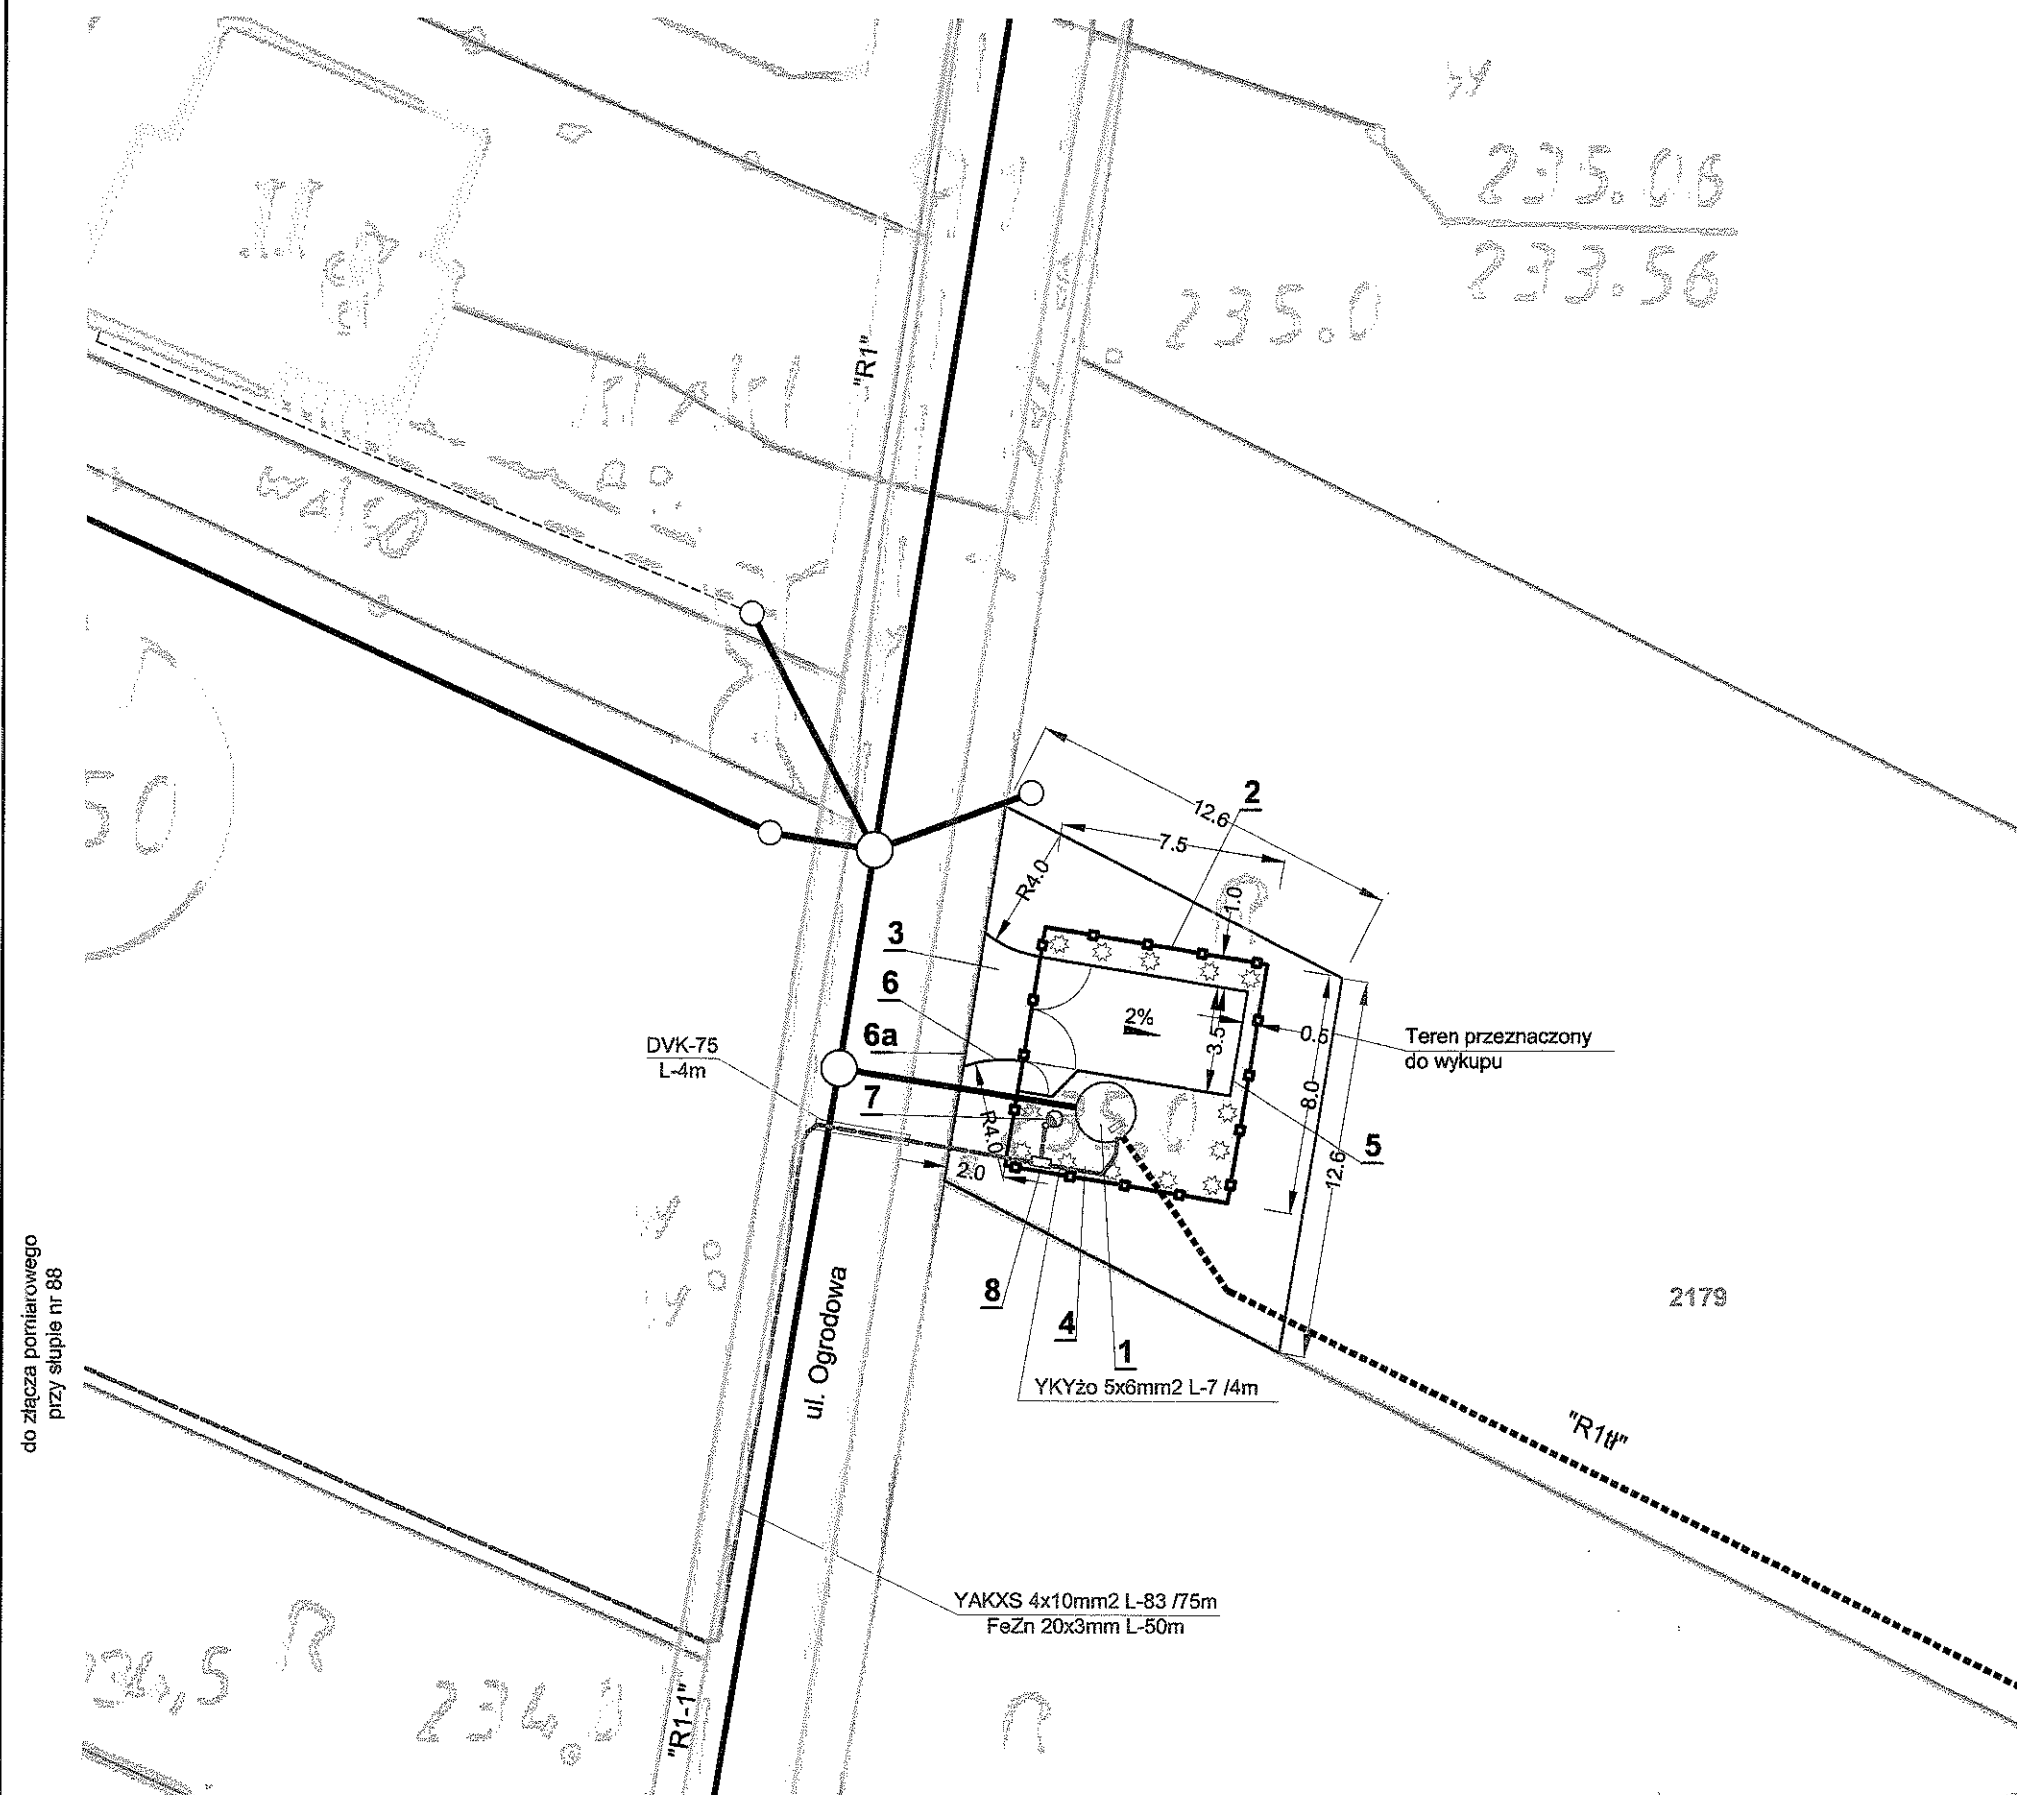 235.06
233.56
235.0
"R1"
50
12.6
2
7.5
R4.0
1.0
3
6
6a
2%
3.5
0.5
Teren przeznaczony
do wykupu
DVK-75
L-4m
7
8.0
R4.0
5
2.0
12.6
8
4
1
YKYżo 5x6mm2 L-7 /4m
2179
do złącza pomiarowego
przy słupie nr 88
ul. Ogrodowa
"R1tł"
YAKXS 4x10mm2 L-83 /75m
FeZn 20x3mm L-50m
R
234,5
234.0
"R1-1"